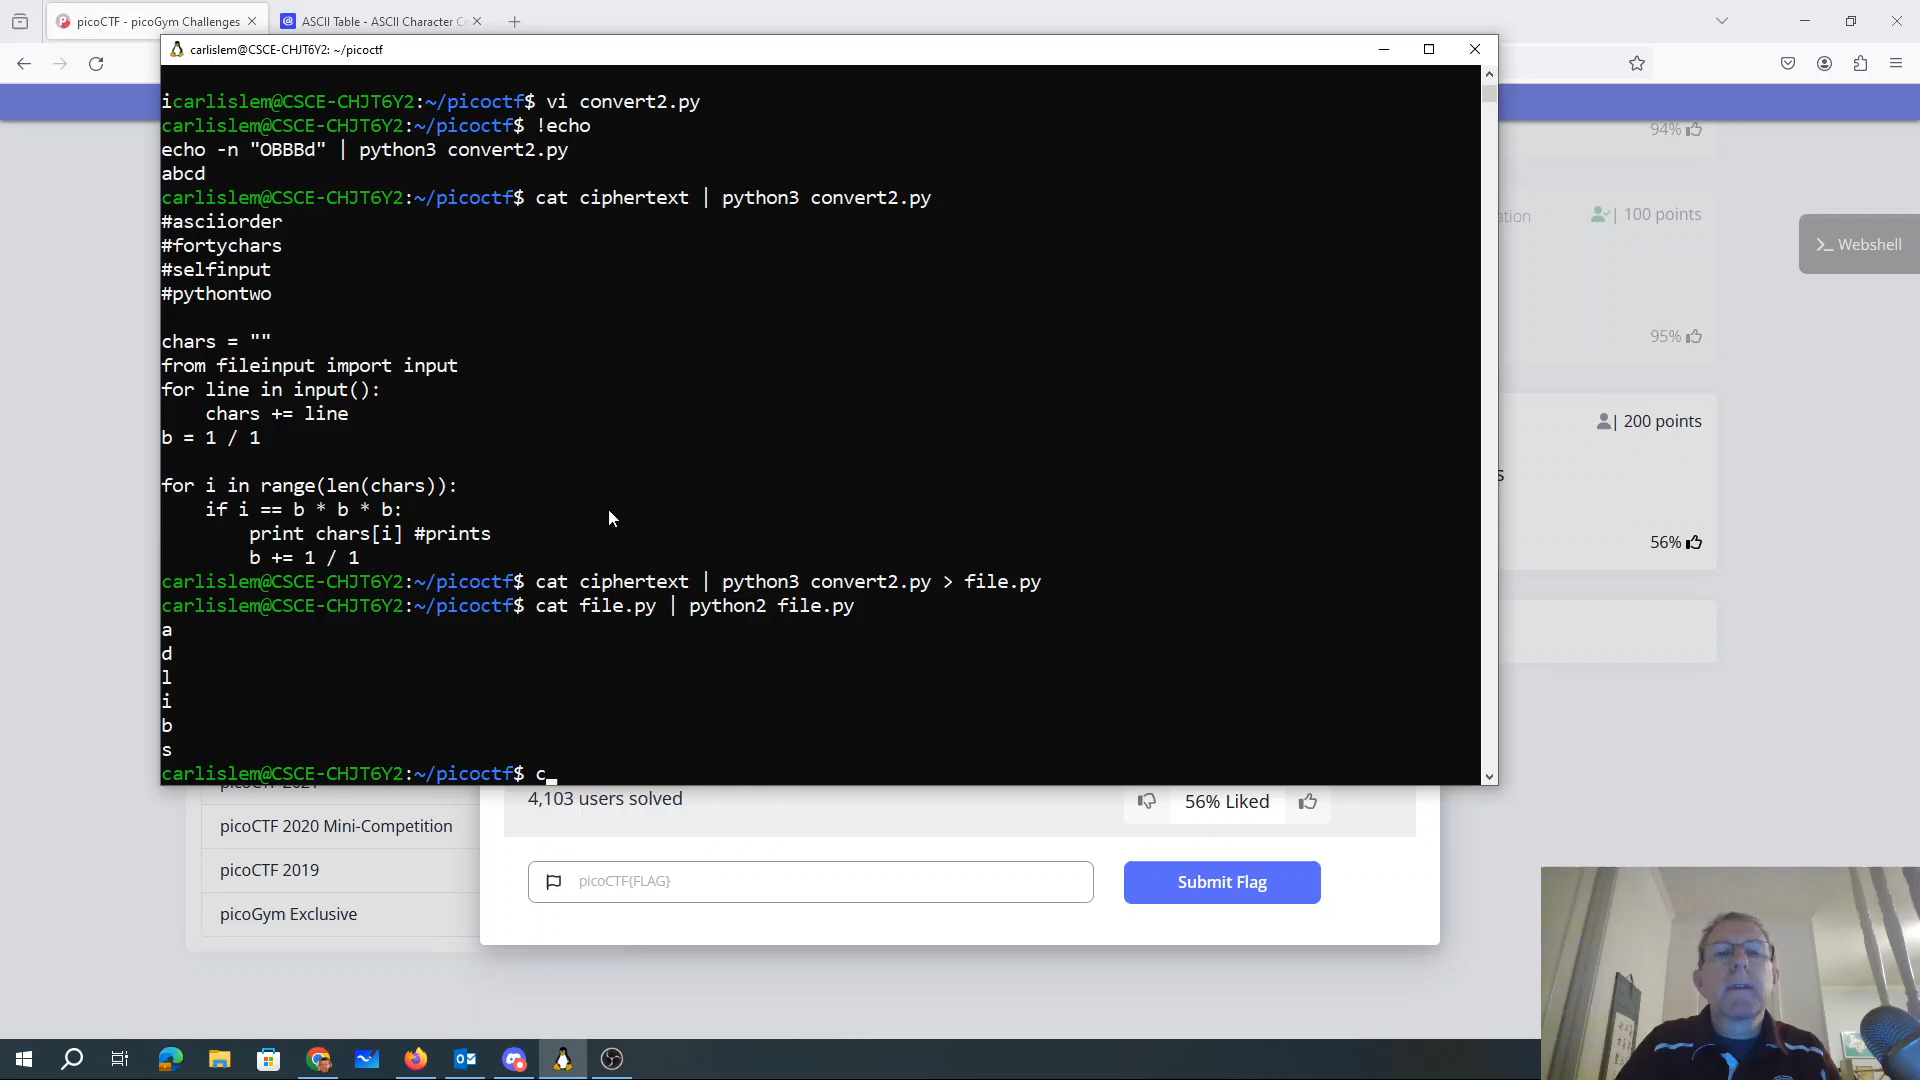 picoCTF - picoGym Challenges
ASCII Table - ASCII Character Co
carlislem@CSCE-CHJT6Y2: ~/picoctf
icarlislem@CSCE-CHJT6Y2:~/picoctf$ vi convert2.py
carlislem@CSCE-CHJT6Y2:~/picoctf$ !echo
echo -n "OBBBd" | python3 convert2.py
abcd
carlislem@CSCE-CHJT6Y2:~/picoctf$ cat ciphertext | python3 convert2.py
#asciiorder
#fortychars
#selfinput
#pythontwo
chars = ""
from fileinput import input
for line in input():
    chars += line
b = 1 / 1
for i in range(len(chars)):
    if i == b * b * b:
        print chars[i] #prints
        b += 1 / 1
carlislem@CSCE-CHJT6Y2:~/picoctf$ cat ciphertext | python3 convert2.py > file.py
carlislem@CSCE-CHJT6Y2:~/picoctf$ cat file.py | python2 file.py
a
d
l
i
b
s
carlislem@CSCE-CHJT6Y2:~/picoctf$ c_
94%
| 100 points
>_ Webshell
95%
| 200 points
s
56%
picoCTF 2021
picoCTF 2020 Mini-Competition
picoCTF 2019
picoGym Exclusive
4,103 users solved
56% Liked
picoCTF{FLAG}
Submit Flag